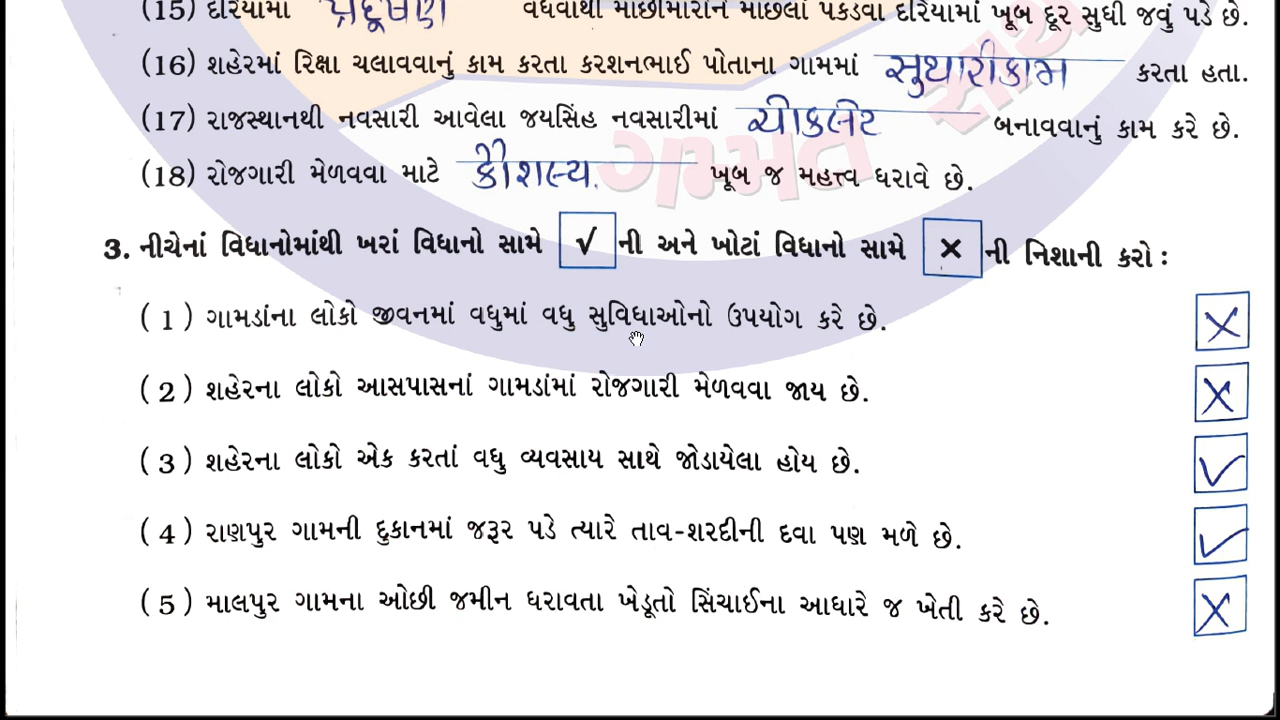 (15) દરિયામાં પ્રદૂષણ વધવાથી માછીમારોને માછલાં પકડવા દરિયામાં ખૂબ દૂર સુધી જવું પડે છે.
(16) શહેરમાં રિક્ષા ચલાવવાનું કામ કરતા કરશનભાઈ પોતાના ગામમાં સુથારીકામ કરતા હતા.
(17) રાજસ્થાનથી નવસારી આવેલા જયસિંહ નવસારીમાં ચોકલેટ બનાવવાનું કામ કરે છે.
(18) રોજગારી મેળવવા માટે કૌશલ્ય ખૂબ જ મહત્ત્વ ધરાવે છે.
ગમ્મત સાથે
3. નીચેનાં વિધાનોમાંથી ખરાં વિધાનો સામે √ ની અને ખોટાં વિધાનો સામે × ની નિશાની કરો :
(1) ગામડાંના લોકો જીવનમાં વધુમાં વધુ સુવિધાઓનો ઉપયોગ કરે છે. ×
(2) શહેરના લોકો આસપાસનાં ગામડાંમાં રોજગારી મેળવવા જાય છે. ×
(3) શહેરના લોકો એક કરતાં વધુ વ્યવસાય સાથે જોડાયેલા હોય છે. ✓
(4) રાણપુર ગામની દુકાનમાં જરૂર પડે ત્યારે તાવ-શરદીની દવા પણ મળે છે. ✓
(5) માલપુર ગામના ઓછી જમીન ધરાવતા ખેડૂતો સિંચાઈના આધારે જ ખેતી કરે છે. ×